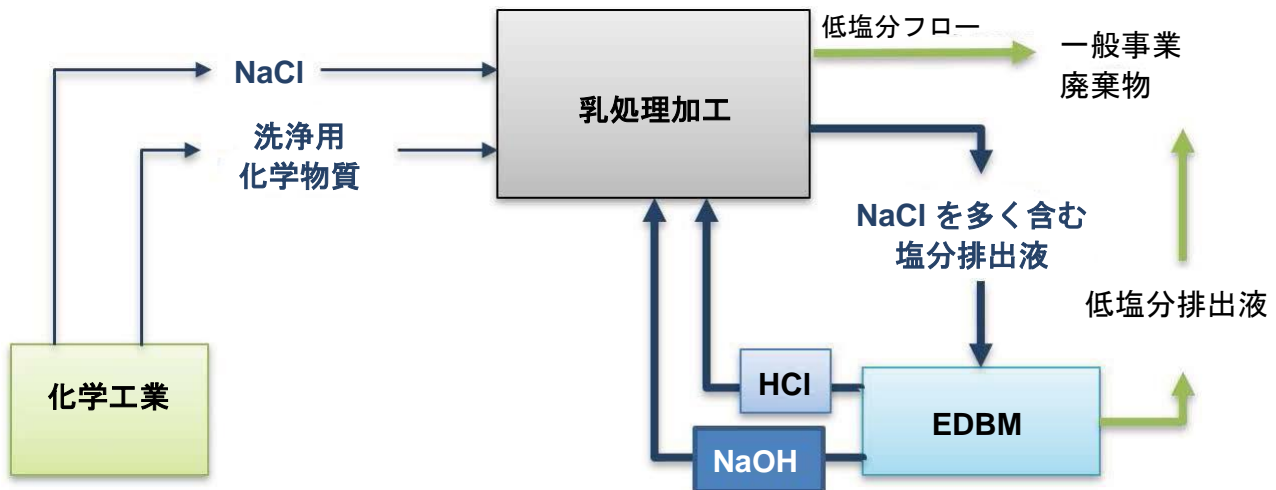 低塩分フロー
一般事業
廃棄物
NaCl
乳処理加工
洗浄用
化学物質
NaCl を多く含む
塩分排出液
低塩分排出液
化学工業
HCl
EDBM
NaOH